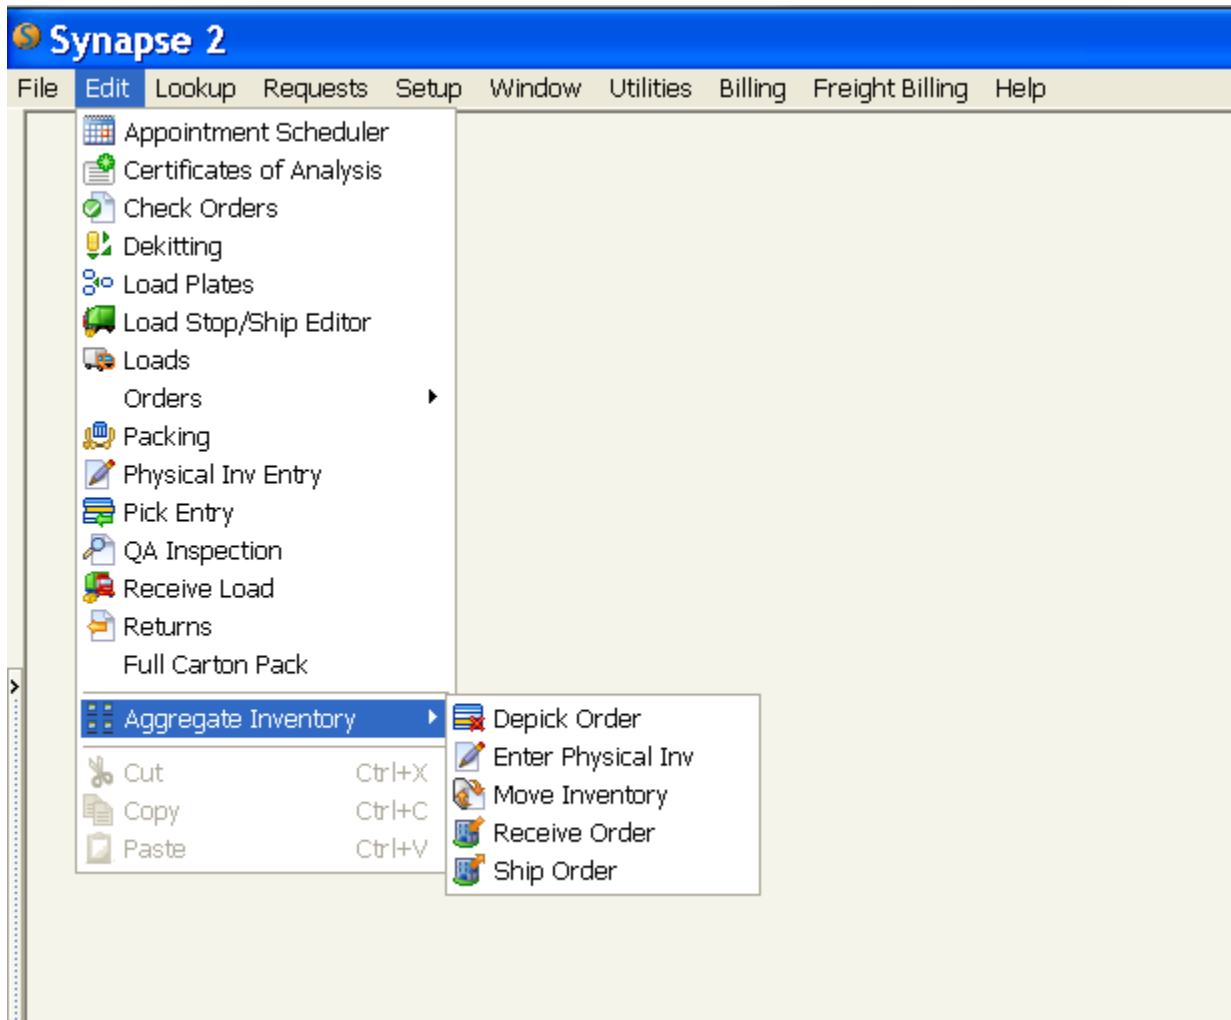 Synapse 2
File Edit Lookup Requests Setup Window Utilities Billing Freight Billing Help
Appointment Scheduler
Certificates of Analysis
Check Orders
Dekitting
Load Plates
Load Stop/Ship Editor
Loads
Orders
Packing
Physical Inv Entry
Pick Entry
QA Inspection
Receive Load
Returns
Full Carton Pack
Aggregate Inventory
Depick Order
Enter Physical Inv
Move Inventory
Receive Order
Ship Order
Cut Ctrl+X
Copy Ctrl+C
Paste Ctrl+V